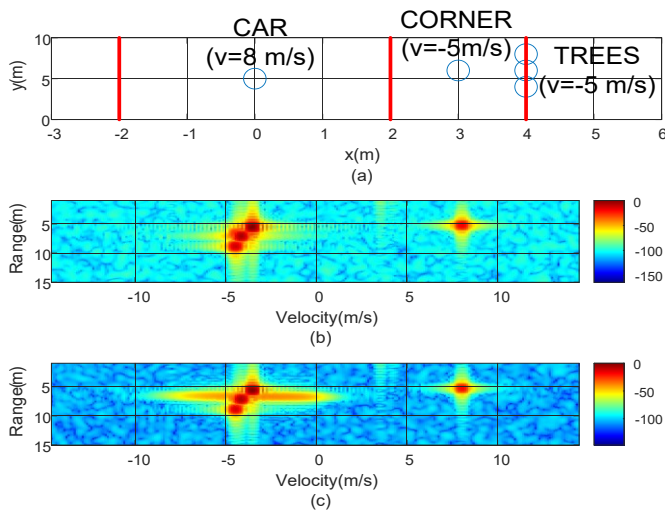 CAR
(v=8 m/s)
CORNER
(v=-5m/s)
TREES
(v=-5 m/s)
y(m)
10
5
0
-3 -2 -1 0 1 2 3 4 5 6
x(m)
(a)
Range(m)
5
10
15
-10 -5 0 5 10
Velocity(m/s)
(b)
0
-50
-100
-150
Range(m)
5
10
15
-10 -5 0 5 10
Velocity(m/s)
(c)
0
-50
-100